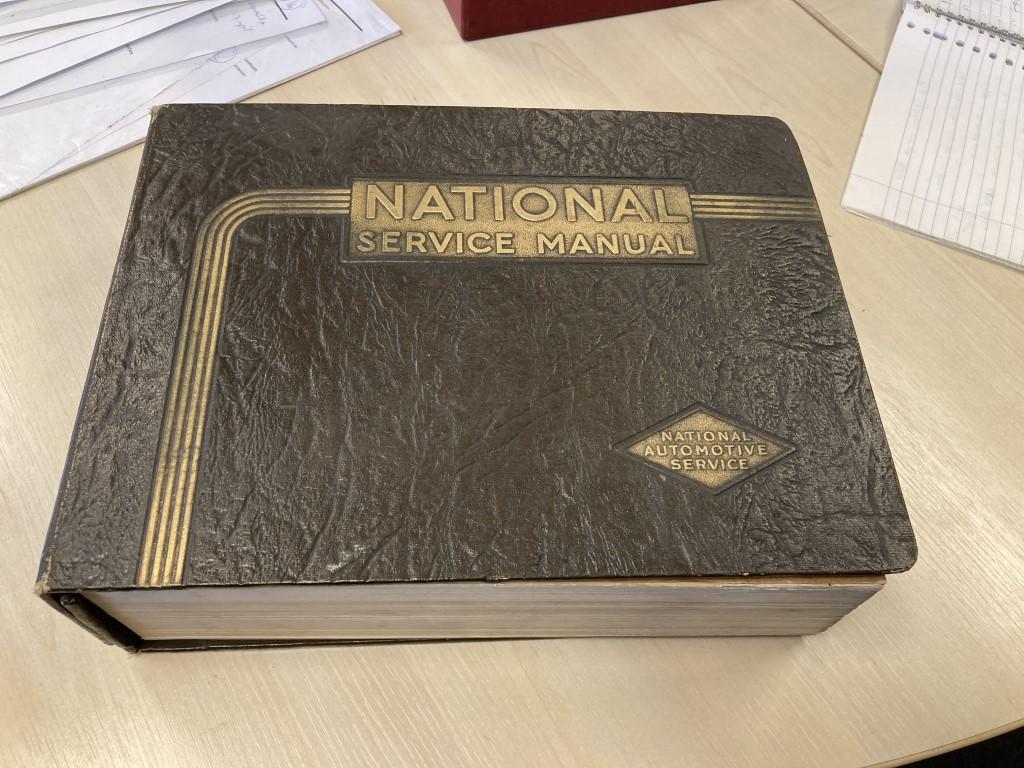 NATIONAL
SERVICE MANUAL
NATIONAL
AUTOMOTIVE
SERVICE